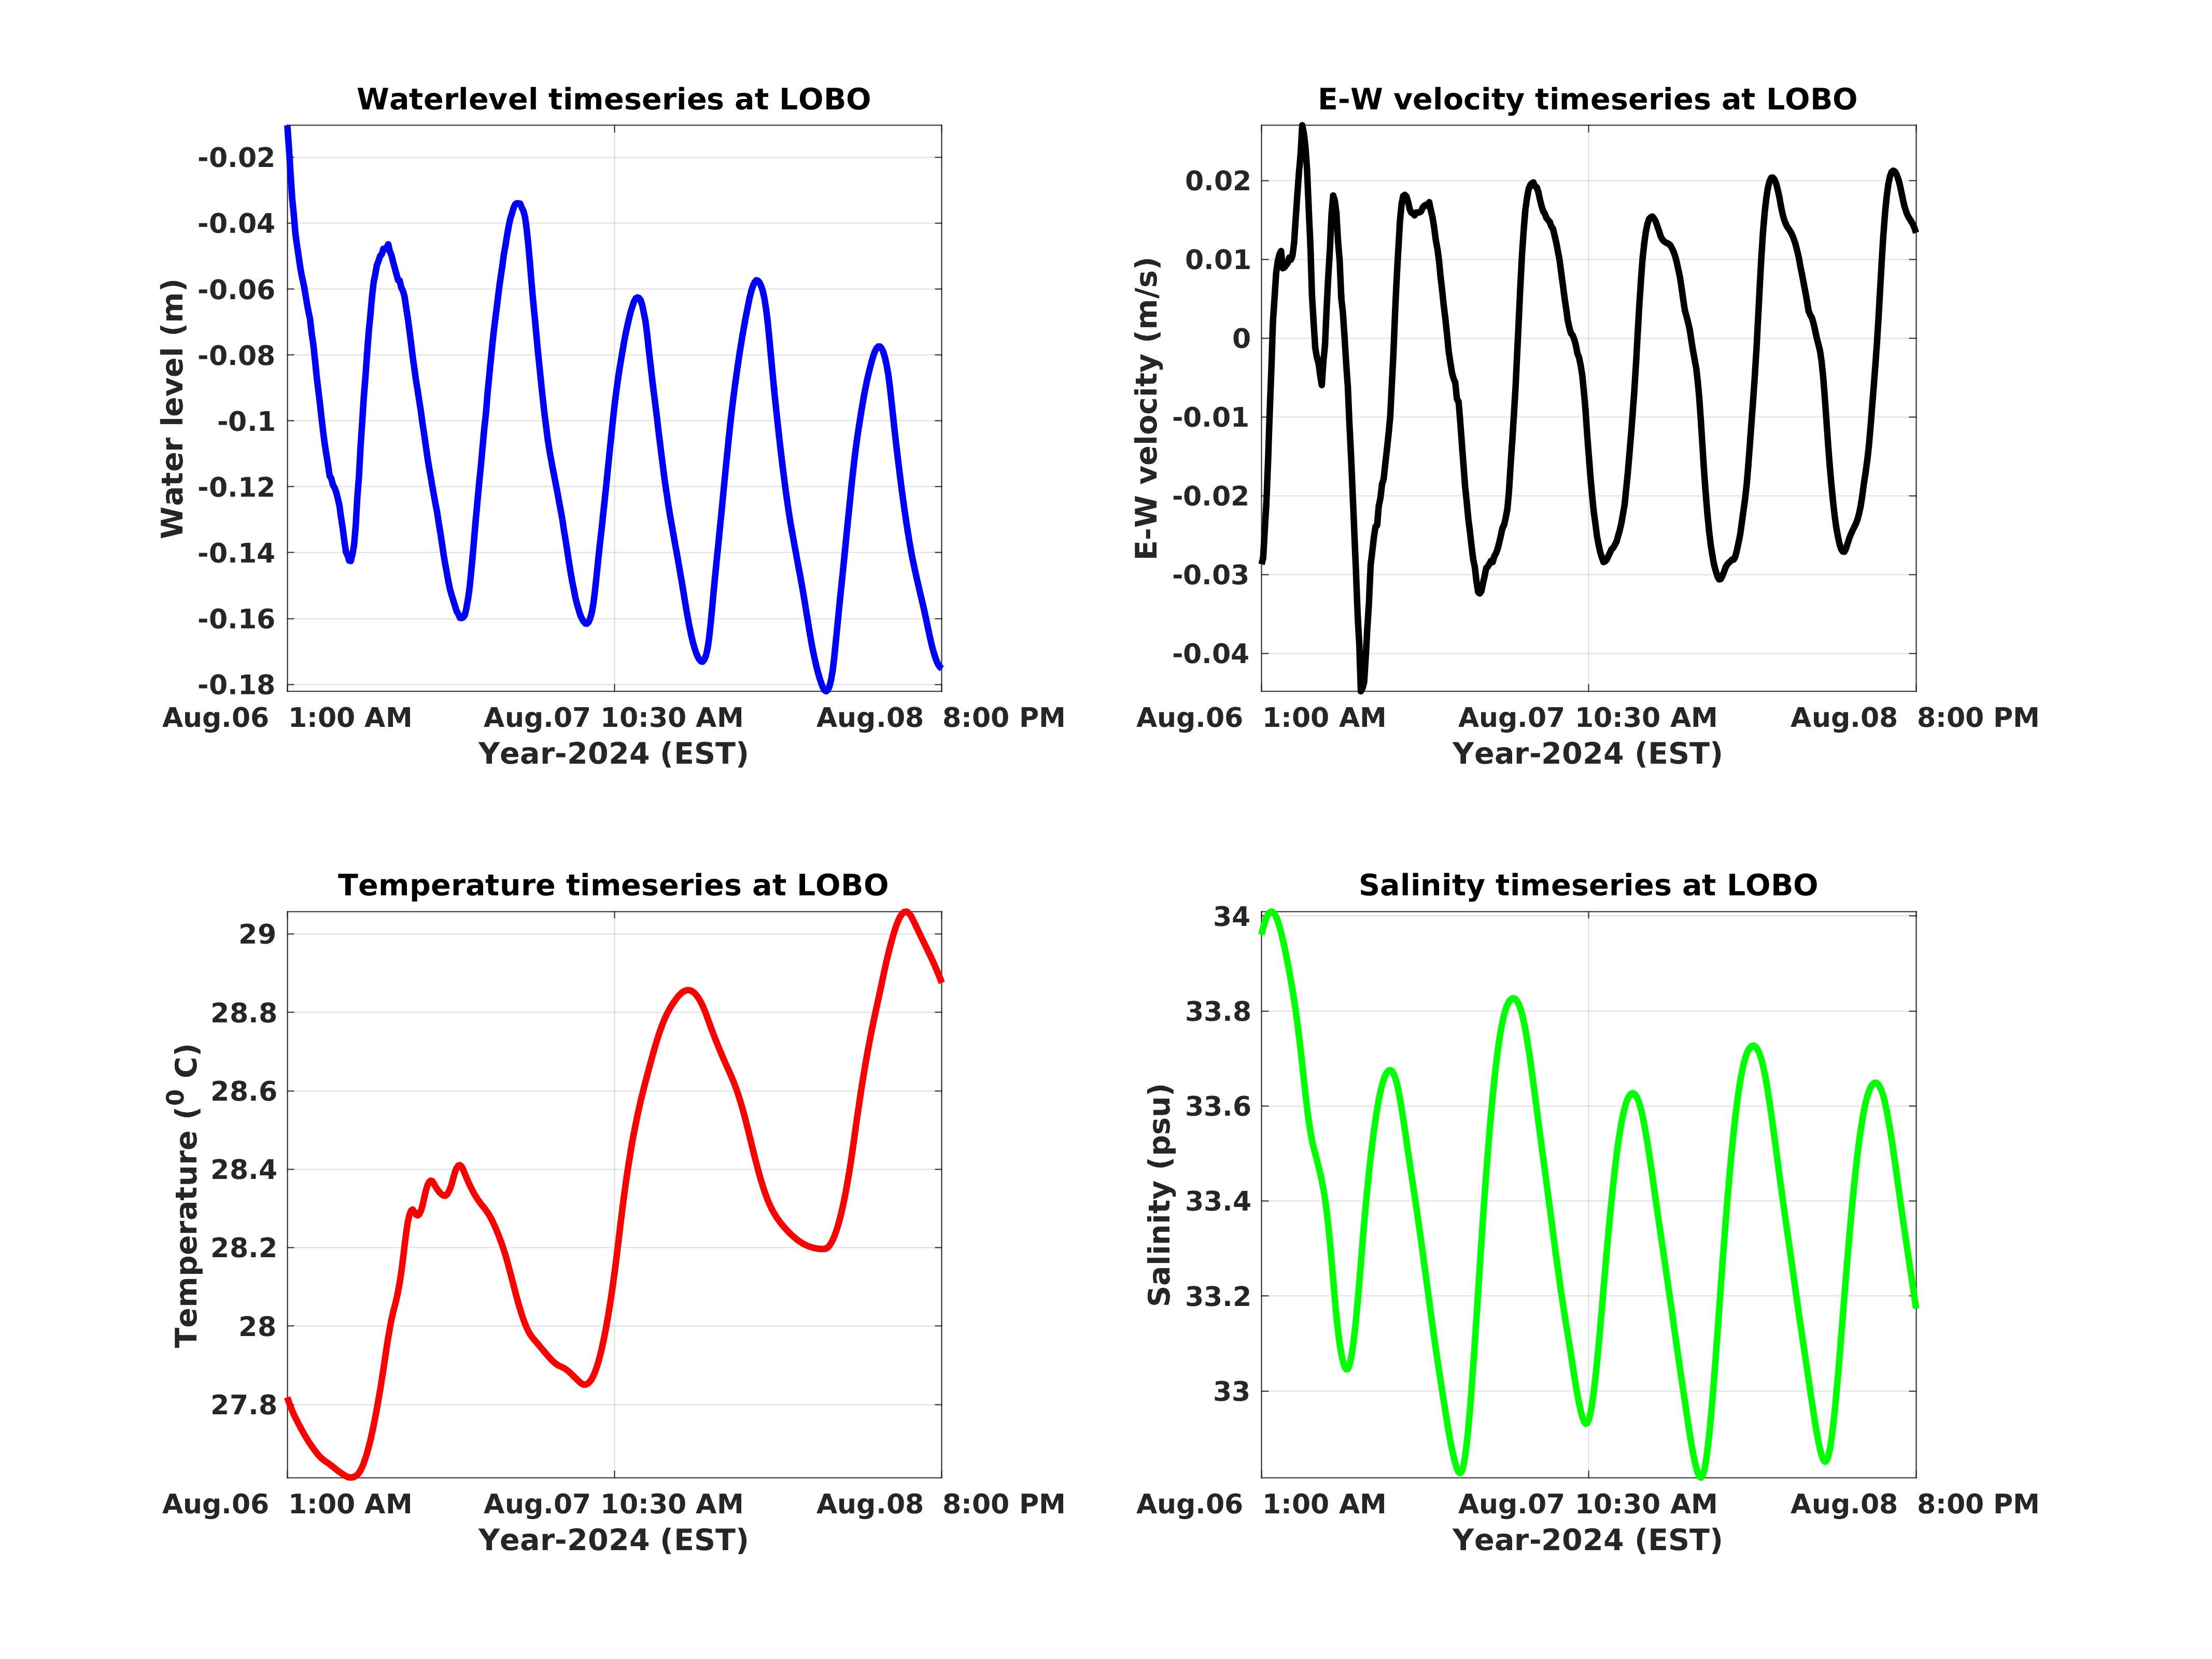 Waterlevel timeseries at LOBO
Water level (m)
-0.02
-0.04
-0.06
-0.08
-0.1
-0.12
-0.14
-0.16
-0.18
Aug.06 1:00 AM Aug.07 10:30 AM Aug.08 8:00 PM
Year-2024 (EST)
E-W velocity timeseries at LOBO
E-W velocity (m/s)
0.02
0.01
0
-0.01
-0.02
-0.03
-0.04
Aug.06 1:00 AM Aug.07 10:30 AM Aug.08 8:00 PM
Year-2024 (EST)
Temperature timeseries at LOBO
Temperature (⁰ C)
29
28.8
28.6
28.4
28.2
28
27.8
Aug.06 1:00 AM Aug.07 10:30 AM Aug.08 8:00 PM
Year-2024 (EST)
Salinity timeseries at LOBO
Salinity (psu)
34
33.8
33.6
33.4
33.2
33
Aug.06 1:00 AM Aug.07 10:30 AM Aug.08 8:00 PM
Year-2024 (EST)